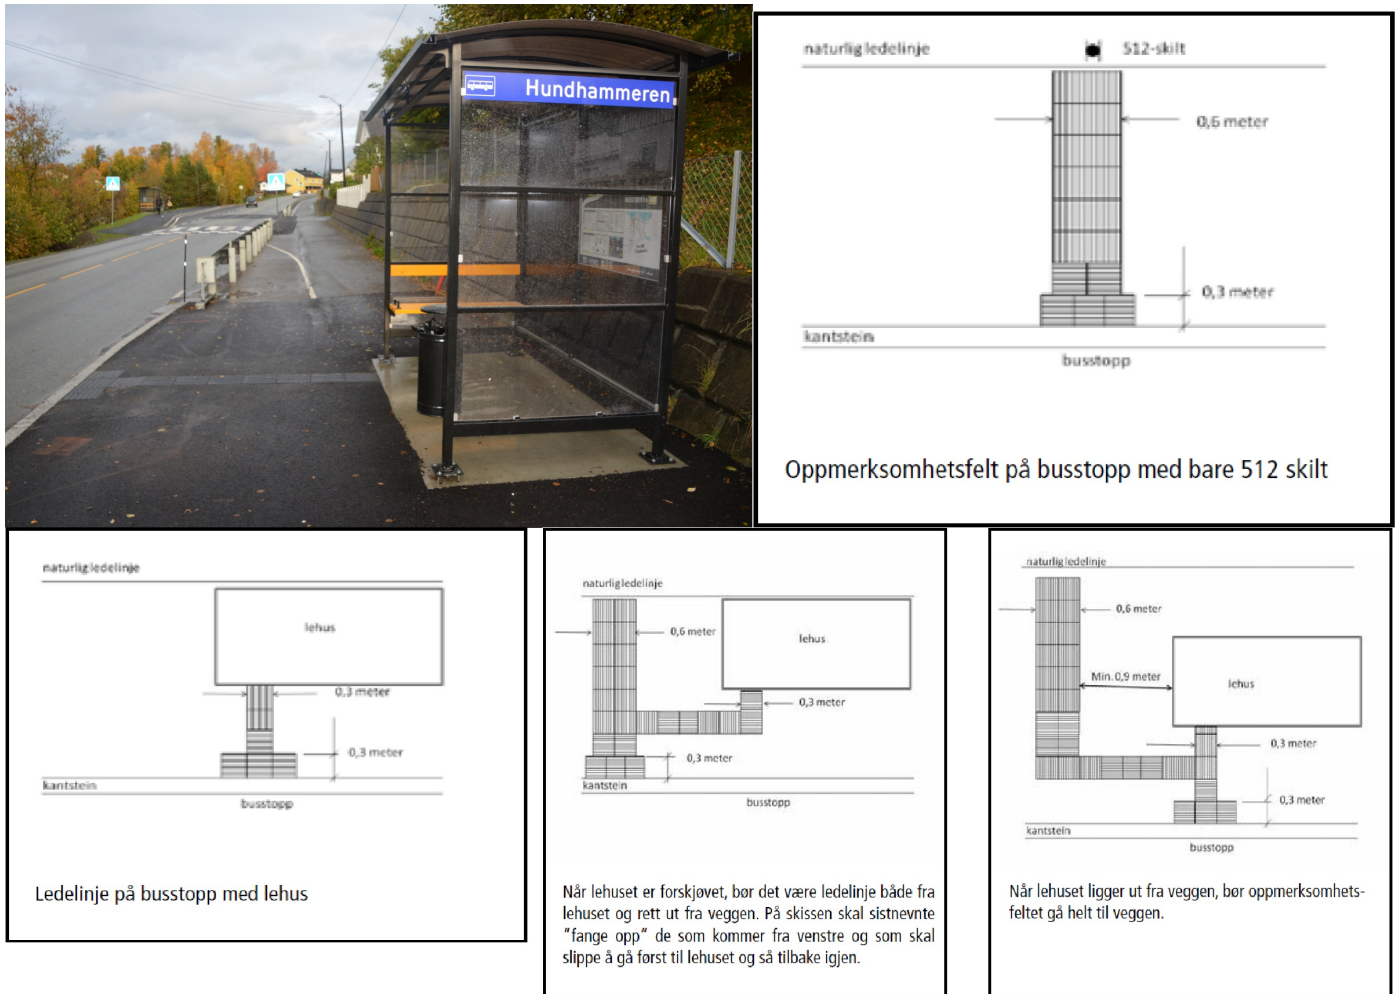 Hundhammeren
naturlig ledelinje
512-skilt
0,6 meter
0,3 meter
kantstein
busstopp
Oppmerksomhetsfelt på busstopp med bare 512 skilt
naturlig ledelinje
lehus
0,3 meter
0,3 meter
kantstein
busstopp
Ledelinje på busstopp med lehus
naturlig ledelinje
0,6 meter
lehus
0,3 meter
0,3 meter
kantstein
busstopp
Når lehuset er forskjøvet, bør det være ledelinje både fra
lehuset og rett ut fra veggen. På skissen skal sistnevnte
”fange opp” de som kommer fra venstre og som skal
slippe å gå først til lehuset og så tilbake igjen.
naturlig ledelinje
0,6 meter
Min. 0,9 meter
lehus
0,3 meter
0,3 meter
kantstein
busstopp
Når lehuset ligger ut fra veggen, bør oppmerksomhets-
feltet gå helt til veggen.